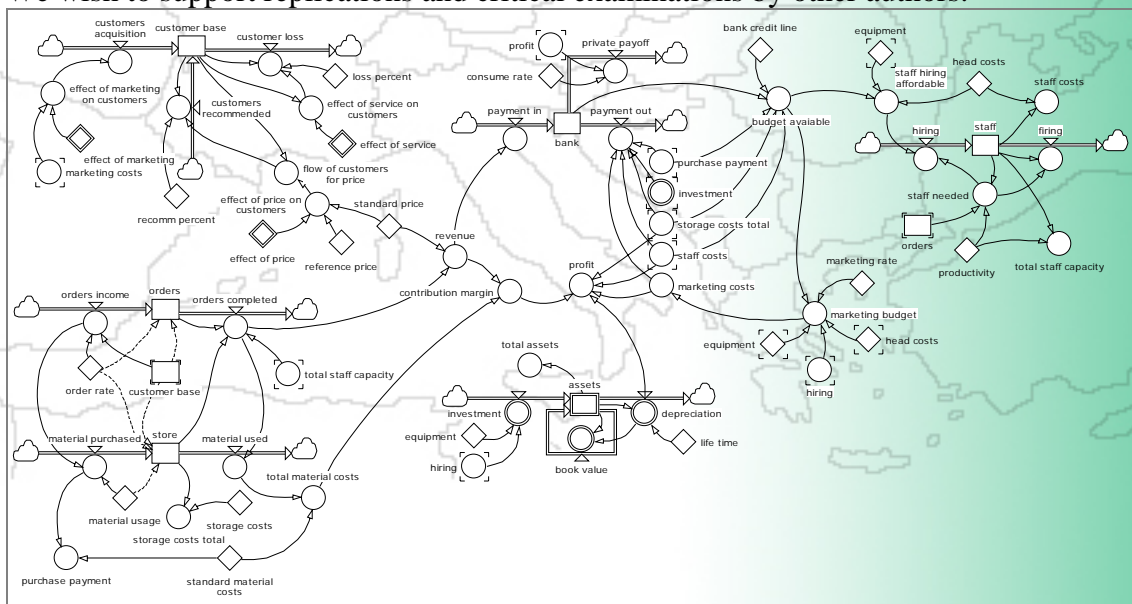 We wish to support replications and critical examinations by other authors.
customers
acquisition
customer base
customer loss
loss percent
effect of marketing
on customers
customers
recommended
effect of service on
customers
effect of service
effect of marketing
marketing costs
flow of customers
for price
recomm percent
effect of price on
customers
standard price
effect of price
reference price
profit
private payoff
consume rate
payment in
payment out
bank
bank credit line
budget avaiable
purchase payment
investment
storage costs total
staff costs
marketing costs
equipment
staff hiring
affordable
head costs
staff costs
hiring
staff
firing
staff needed
orders
productivity
total staff capacity
revenue
contribution margin
profit
marketing rate
marketing budget
equipment
head costs
hiring
orders income
orders
orders completed
order rate
customer base
total staff capacity
material purchased
store
material used
total material costs
material usage
storage costs
storage costs total
purchase payment
standard material
costs
total assets
assets
investment
depreciation
equipment
life time
hiring
book value